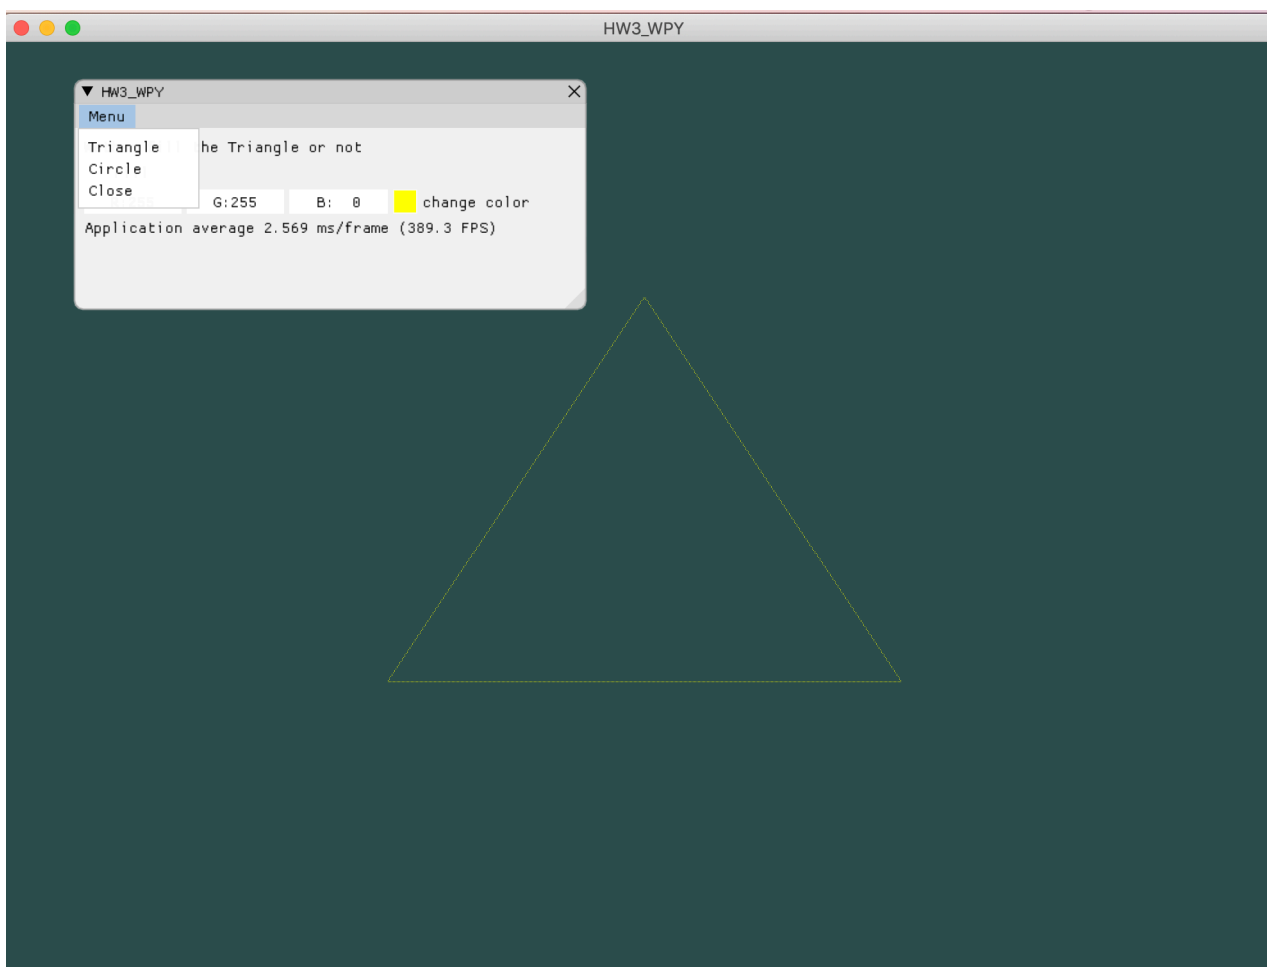 HW3_WPY
HW3_WPY
Menu
Triangle he Triangle or not
Circle
Close
G:255 B: 0 change color
Application average 2.569 ms/frame (389.3 FPS)